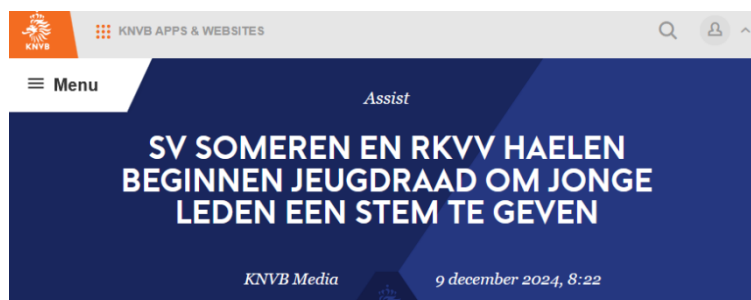 KNVB
KNVB APPS & WEBSITES
Menu
Assist
SV SOMEREN EN RKVV HAELEN
BEGINNEN JEUGDRAAD OM JONGE
LEDEN EEN STEM TE GEVEN
KNVB Media 9 december 2024, 8:22